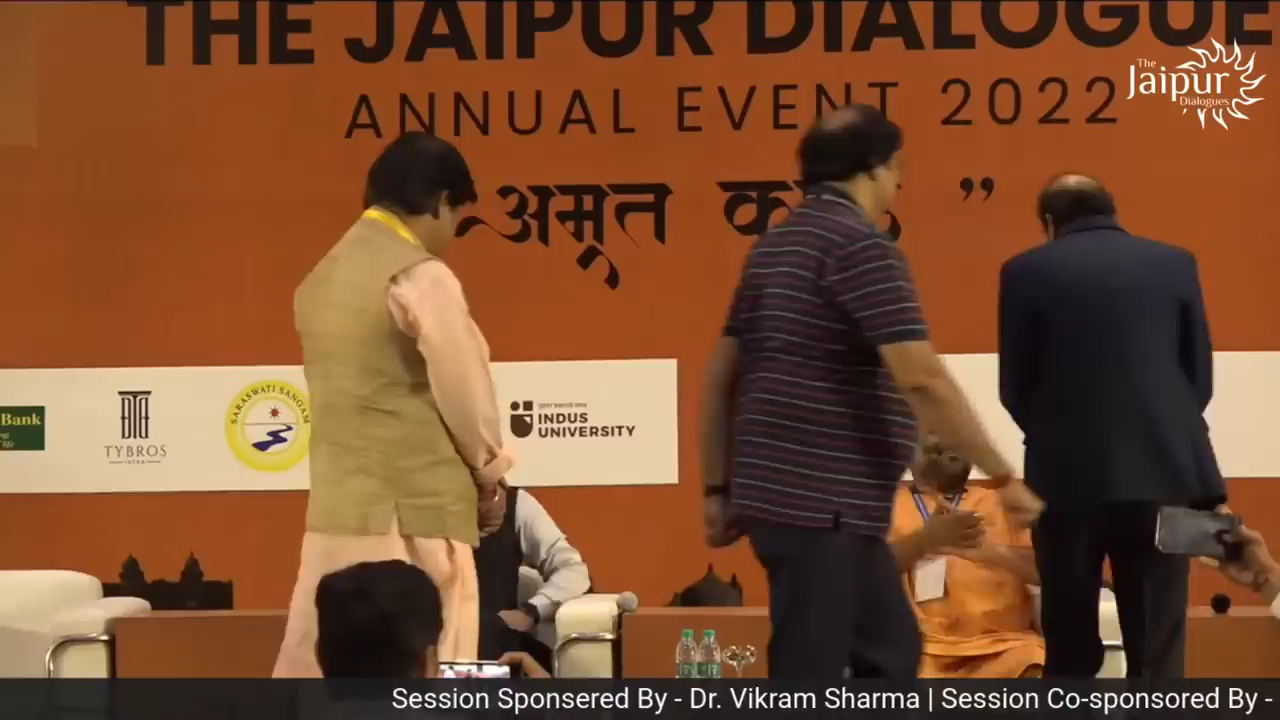 THE JAIPUR DIALOGUE
The
Jaipur
Dialogues
ANNUAL EVENT 2022
अमृत
”
Bank
TYBROS
SARASWATI SANGAM
INDUS
UNIVERSITY
Session Sponsered By - Dr. Vikram Sharma | Session Co-sponsored By -